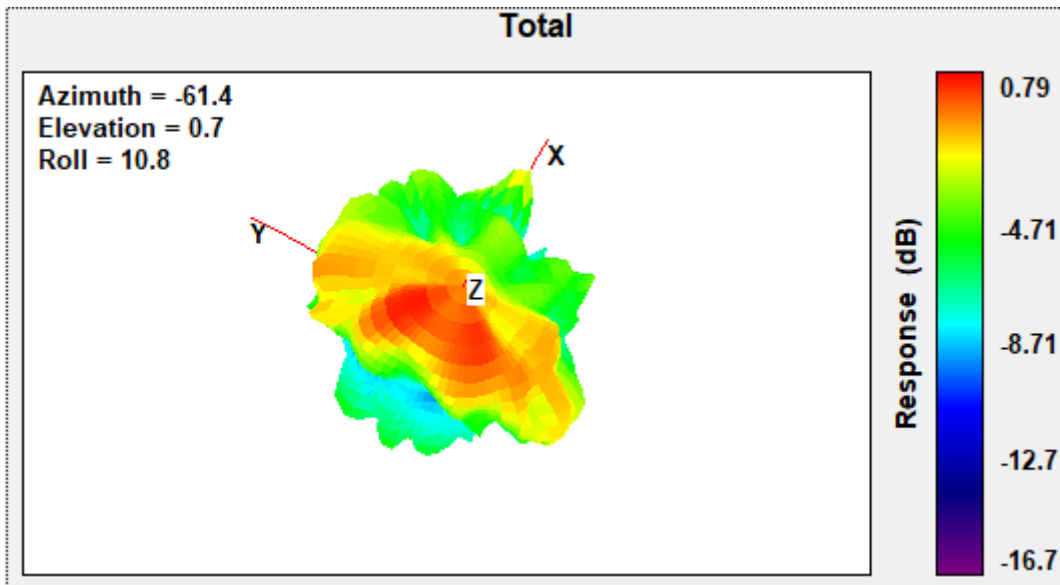 Total
Azimuth = -61.4
Elevation = 0.7
Roll = 10.8
X
Y
Z
0.79
-4.71
-8.71
-12.7
-16.7
Response (dB)